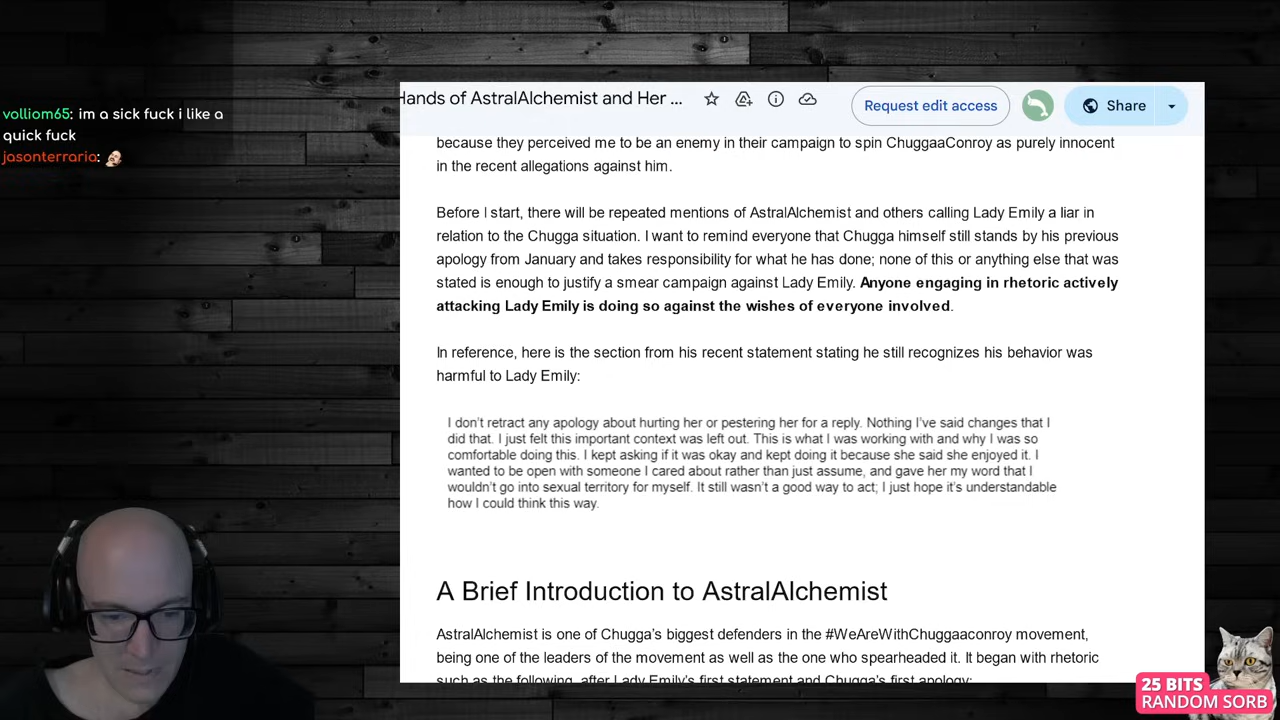 volliom65: im a sick fuck i like a
quick fuck
jasonterraria:
Hands of AstralAlchemist and Her ...
Request edit access
Share
because they perceived me to be an enemy in their campaign to spin ChuggaaConroy as purely innocent
in the recent allegations against him.
Before I start, there will be repeated mentions of AstralAlchemist and others calling Lady Emily a liar in
relation to the Chugga situation. I want to remind everyone that Chugga himself still stands by his previous
apology from January and takes responsibility for what he has done; none of this or anything else that was
stated is enough to justify a smear campaign against Lady Emily. Anyone engaging in rhetoric actively
attacking Lady Emily is doing so against the wishes of everyone involved.
In reference, here is the section from his recent statement stating he still recognizes his behavior was
harmful to Lady Emily:
I don't retract any apology about hurting her or pestering her for a reply. Nothing I've said changes that I
did that. I just felt this important context was left out. This is what I was working with and why I was so
comfortable doing this. I kept asking if it was okay and kept doing it because she said she enjoyed it. I
wanted to be open with someone I cared about rather than just assume, and gave her my word that I
wouldn't go into sexual territory for myself. It still wasn't a good way to act; I just hope it's understandable
how I could think this way.
A Brief Introduction to AstralAlchemist
AstralAlchemist is one of Chugga's biggest defenders in the #WeAreWithChuggaaconroy movement,
being one of the leaders of the movement as well as the one who spearheaded it. It began with rhetoric
such as the following, after Lady Emily's first statement and Chugga's first apology:
25 BITS
RANDOM SORB